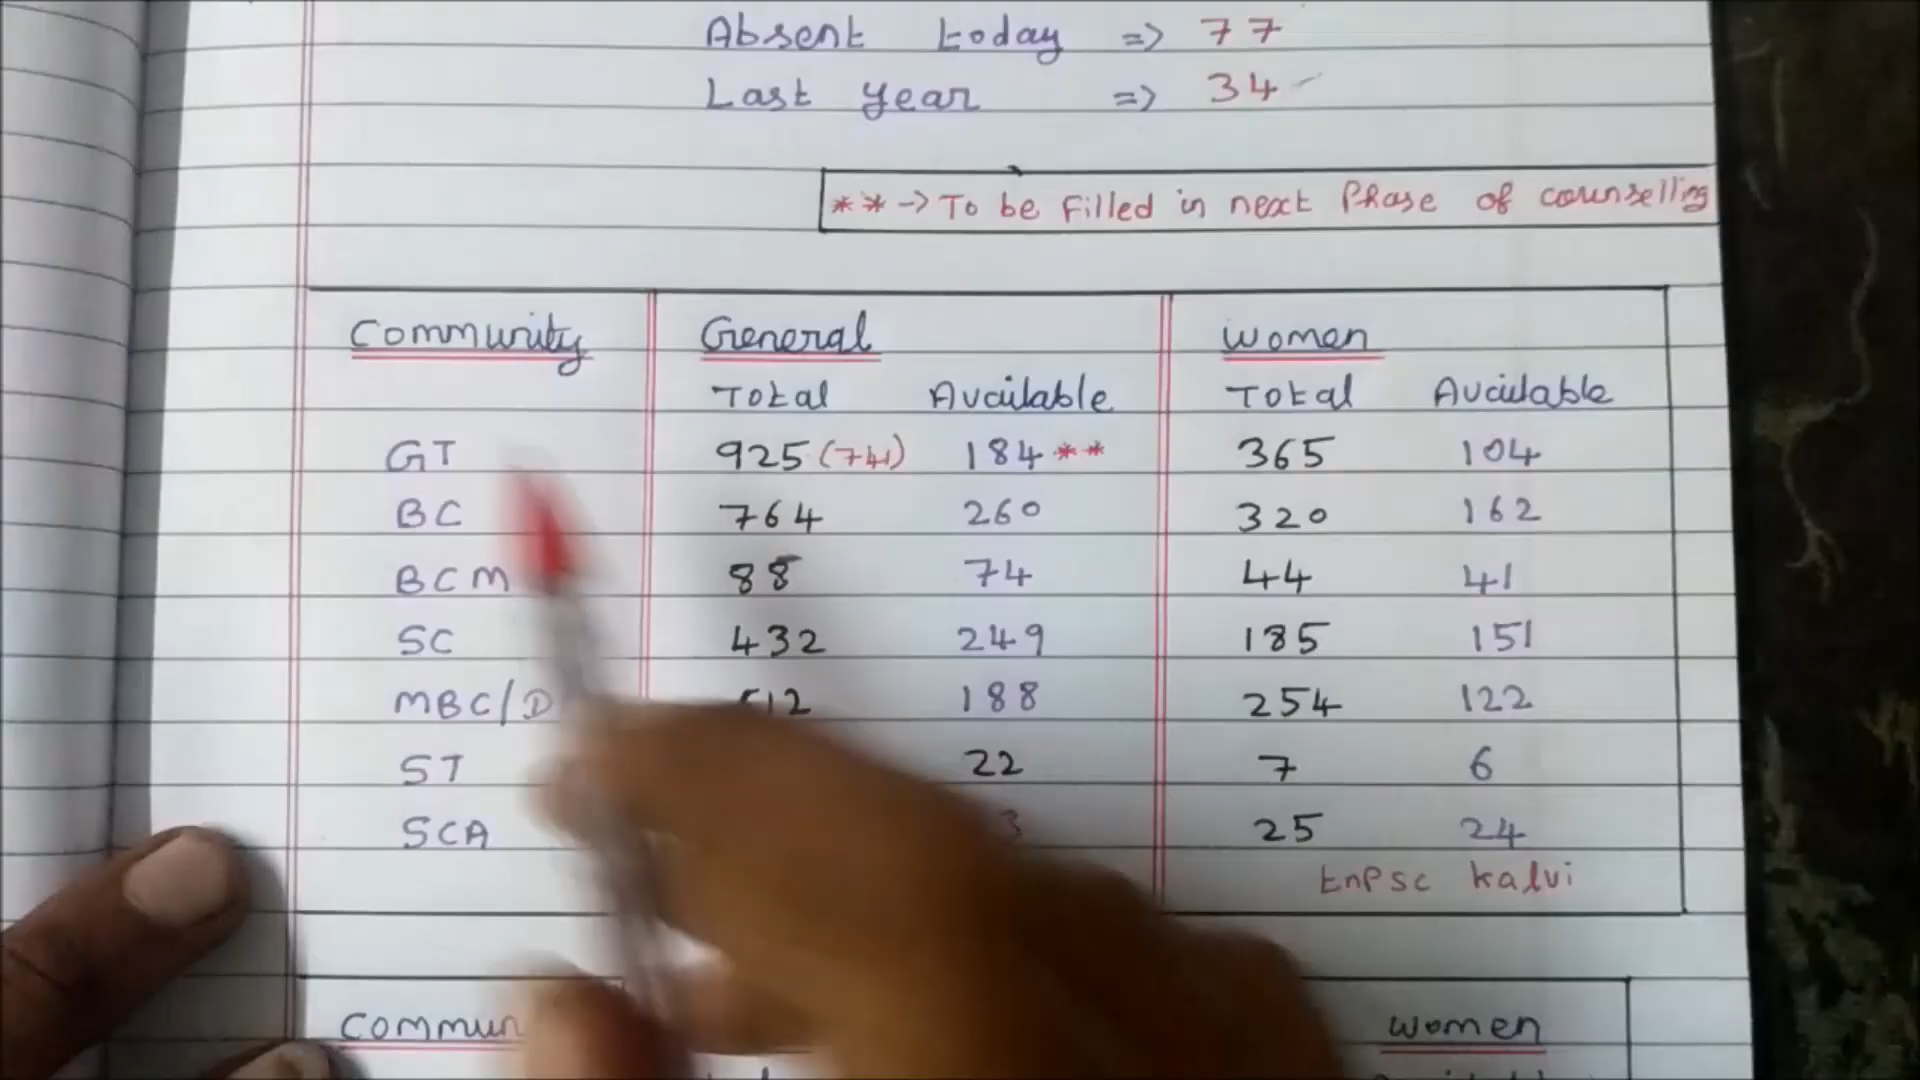 Absent today => 77
Last year => 34
** -> To be Filled in next Phase of counselling
Community General Women
Total Available Total Available
GT 925 (741) 184 ** 365 104
BC 764 260 320 162
BCM 88 74 44 41
SC 432 249 185 151
MBC/D 188 254 122
ST 22 7 6
SCA 25 24
tnpsc kalvi
women